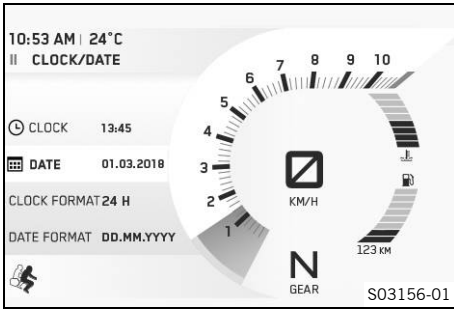 10:53 AM | 24°C
CLOCK/DATE
CLOCK 13:45
DATE 01.03.2018
CLOCK FORMAT 24 H
DATE FORMAT DD.MM.YYYY
1
2
3
4
5
6
7
8
9
10
0
KM/H
N
GEAR
123 KM
S03156-01